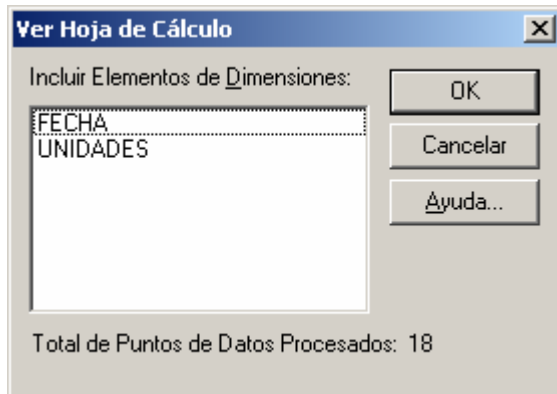 Ver Hoja de Cálculo
Incluir Elementos de Dimensiones:
FECHA
UNIDADES
OK
Cancelar
Ayuda...
Total de Puntos de Datos Procesados: 18